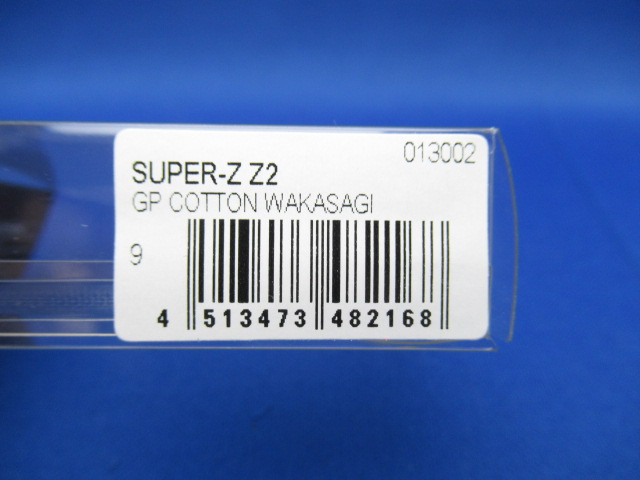 013002
SUPER-Z Z2
GP COTTON WAKASAGI
9
4 513473 482168